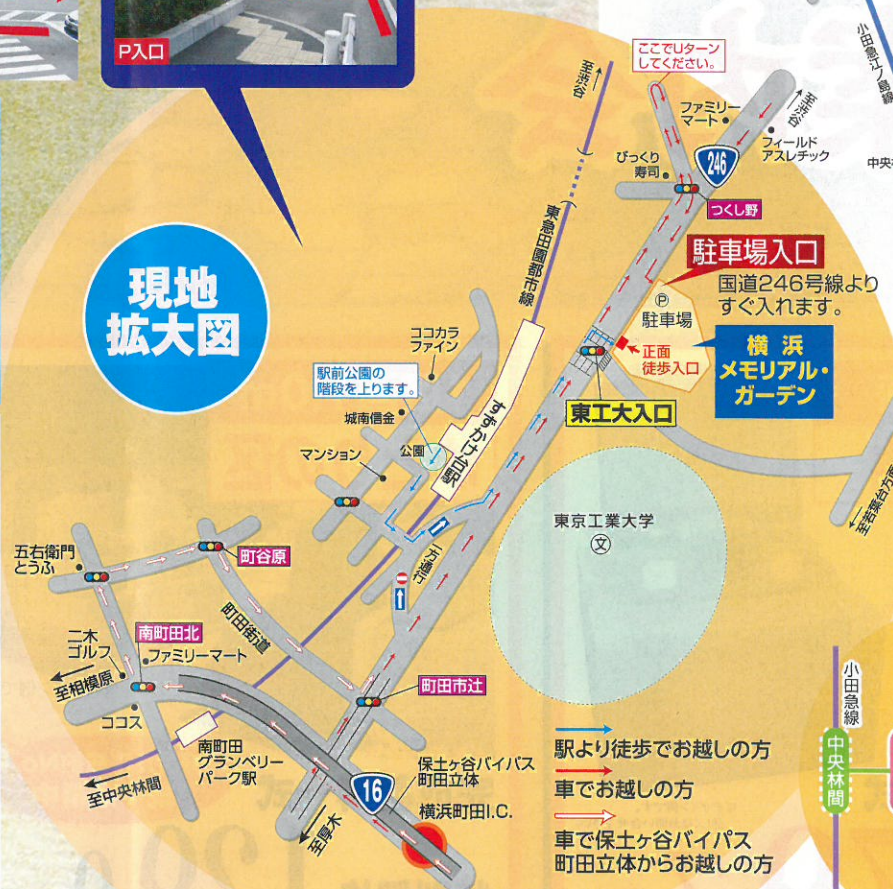 P入口
ここでUターン
してください。
至渋谷
ファミリー
マート
至渋谷
フィールド
アスレチック
246
びっくり
寿司
つくし野
小田急江ノ島線
東急田園都市線
駐車場入口
国道246号線より
すぐ入れます。
P
駐車場
正面
徒歩入口
横浜
メモリアル・
ガーデン
東工大入口
現地
拡大図
ココカラ
ファイン
駅前公園の
階段を上ります。
城南信金
マンション
公園
すずかけ台駅
一方通行
東京工業大学
文
至若葉台方面
五右衛門
とうふ
町谷原
町田街道
二木
ゴルフ
南町田北
ファミリーマート
至相模原
ココス
町田市辻
南町田
グランベリー
パーク駅
至中央林間
保土ヶ谷バイパス
町田立体
16
横浜町田I.C.
至厚木
駅より徒歩でお越しの方
車でお越しの方
車で保土ヶ谷バイパス
町田立体からお越しの方
小田急線
中央林間